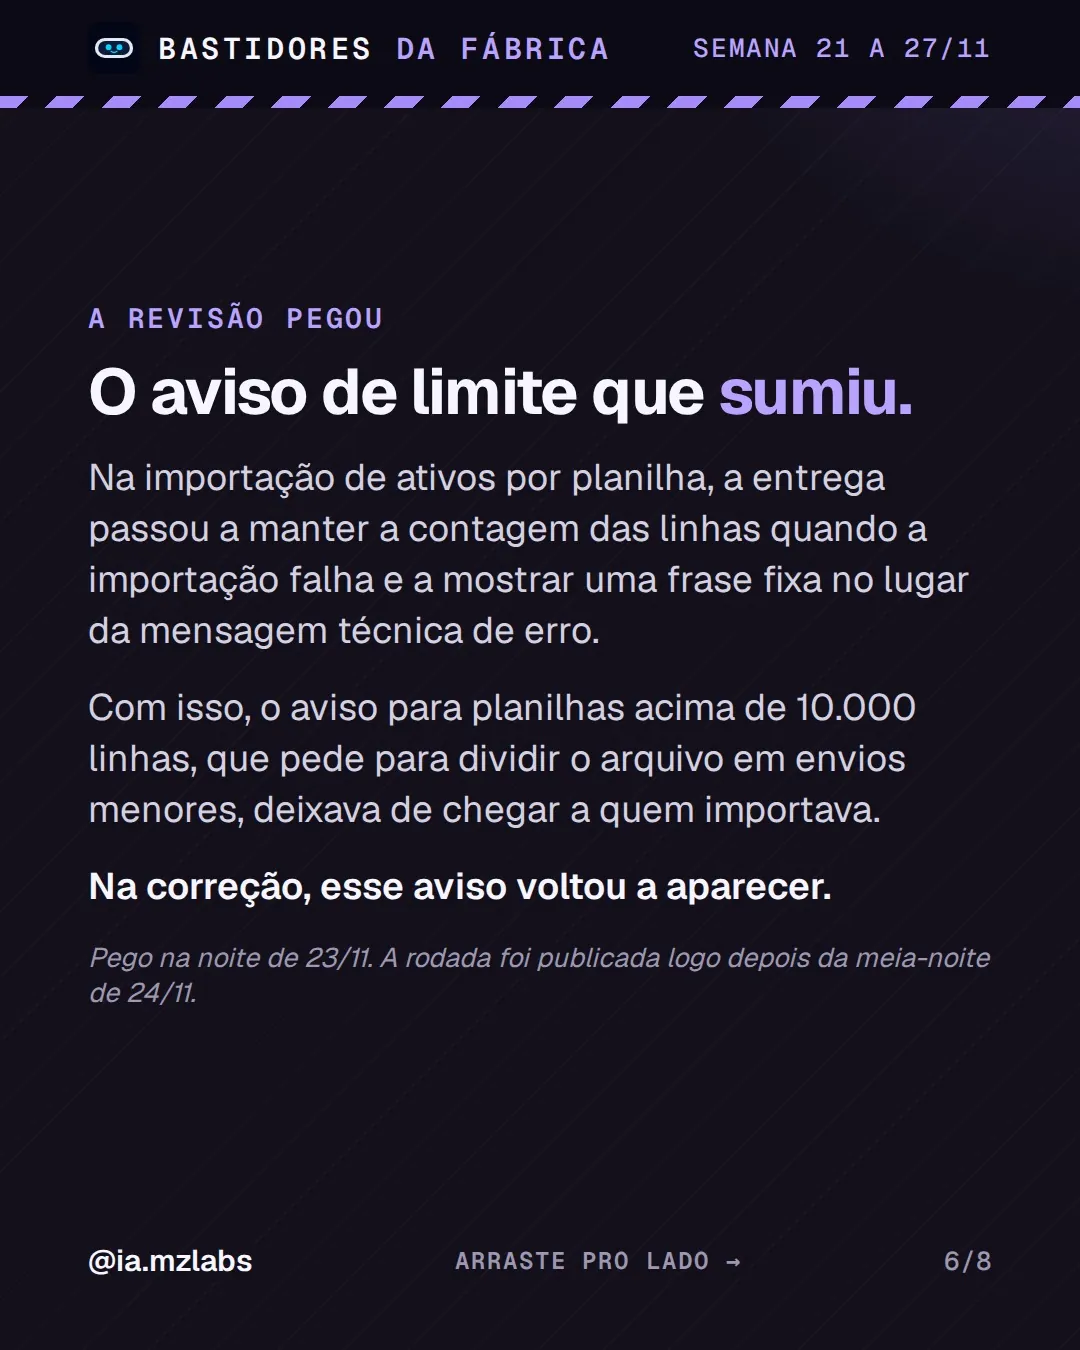 BASTIDORES DA FÁBRICA
SEMANA 21 A 27/11
A REVISÃO PEGOU
O aviso de limite que sumiu.
Na importação de ativos por planilha, a entrega
passou a manter a contagem das linhas quando a
importação falha e a mostrar uma frase fixa no lugar
da mensagem técnica de erro.
Com isso, o aviso para planilhas acima de 10.000
linhas, que pede para dividir o arquivo em envios
menores, deixava de chegar a quem importava.
Na correção, esse aviso voltou a aparecer.
Pego na noite de 23/11. A rodada foi publicada logo depois da meia-noite
de 24/11.
@ia.mzlabs
ARRASTE PRO LADO →
6/8